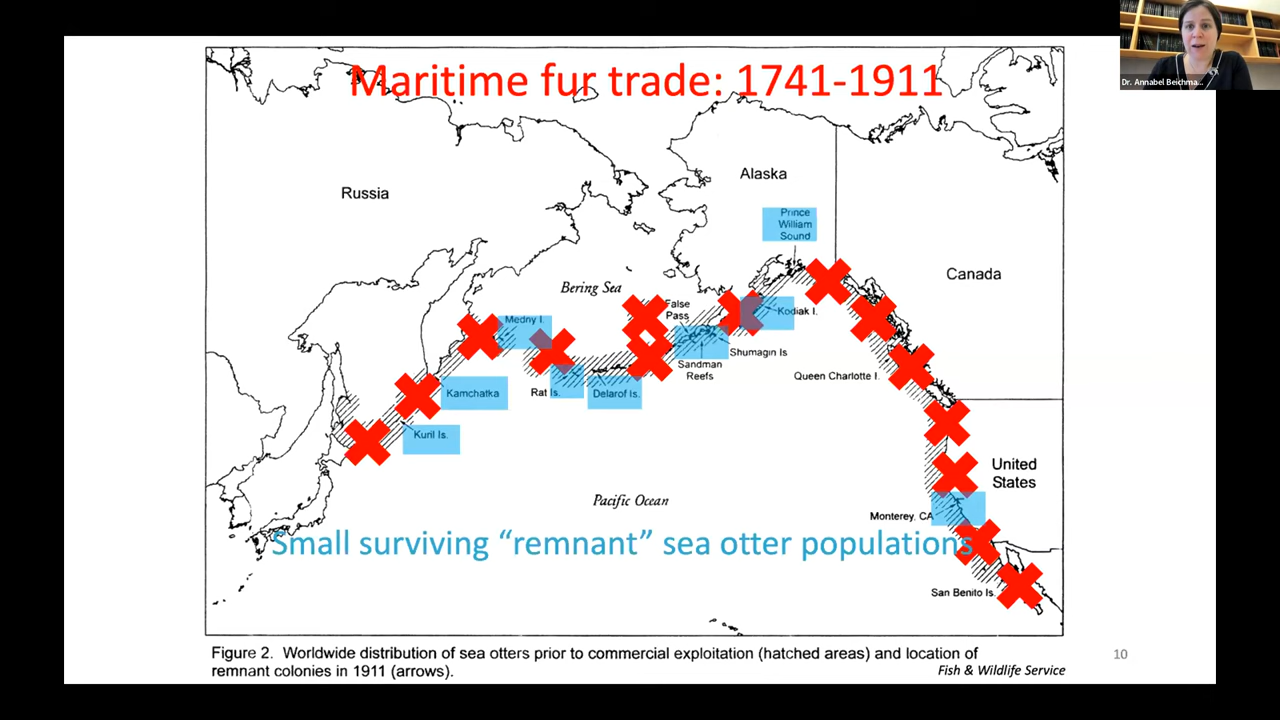 Maritime fur trade: 1741-1911
Dr. Annabel Beichma...
Russia
Alaska
Prince
William
Sound
Canada
Bering Sea
False
Pass
Medny I.
Kodiak I.
Shumagin Is
Sandman
Reefs
Queen Charlotte I.
Rat Is.
Delarof Is.
Kamchatka
Kuril Is.
United
States
Pacific Ocean
Monterey, CA
Small surviving “remnant” sea otter populations
San Benito Is.
Figure 2. Worldwide distribution of sea otters prior to commercial exploitation (hatched areas) and location of
remnant colonies in 1911 (arrows).
Fish & Wildlife Service
10